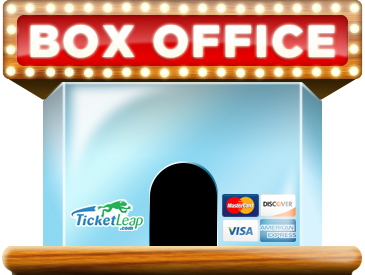 BOX OFFICE
TicketLeap
.com
MasterCard
DISCOVER
VISA
AMERICAN
EXPRESS